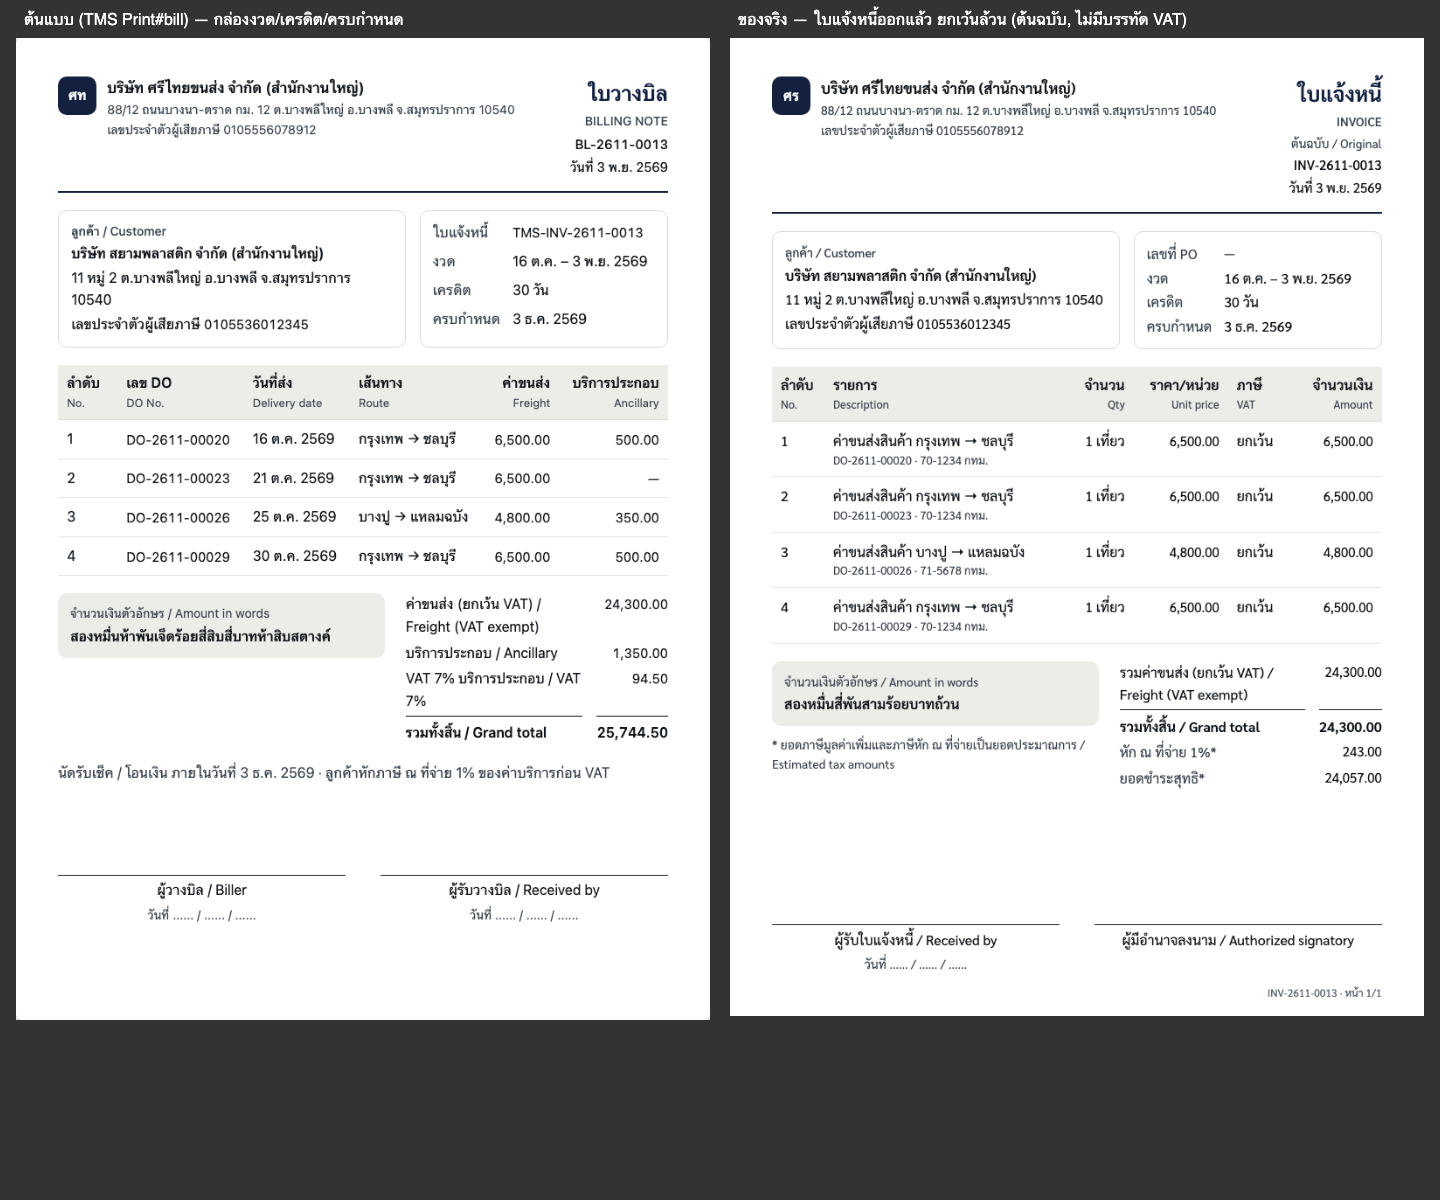 ต้นแบบ (TMS Print#bill) — กล่องงวด/เครดิต/ครบกำหนด
ศท
บริษัท ศรีไทยขนส่ง จำกัด (สำนักงานใหญ่)
88/12 ถนนบางนา-ตราด กม. 12 ต.บางพลีใหญ่ อ.บางพลี จ.สมุทรปราการ 10540
เลขประจำตัวผู้เสียภาษี 0105556078912
ใบวางบิล
BILLING NOTE
BL-2611-0013
วันที่ 3 พ.ย. 2569
ลูกค้า / Customer
บริษัท สยามพลาสติก จำกัด (สำนักงานใหญ่)
11 หมู่ 2 ต.บางพลีใหญ่ อ.บางพลี จ.สมุทรปราการ
10540
เลขประจำตัวผู้เสียภาษี 0105536012345
ใบแจ้งหนี้ TMS-INV-2611-0013
งวด 16 ต.ค. – 3 พ.ย. 2569
เครดิต 30 วัน
ครบกำหนด 3 ธ.ค. 2569
ลำดับ เลข DO วันที่ส่ง เส้นทาง ค่าขนส่ง บริการประกอบ
No. DO No. Delivery date Route Freight Ancillary
1 DO-2611-00020 16 ต.ค. 2569 กรุงเทพ → ชลบุรี 6,500.00 500.00
2 DO-2611-00023 21 ต.ค. 2569 กรุงเทพ → ชลบุรี 6,500.00 —
3 DO-2611-00026 25 ต.ค. 2569 บางปู → แหลมฉบัง 4,800.00 350.00
4 DO-2611-00029 30 ต.ค. 2569 กรุงเทพ → ชลบุรี 6,500.00 500.00
จำนวนเงินตัวอักษร / Amount in words
สองหมื่นห้าพันเจ็ดร้อยสี่สิบสี่บาทห้าสิบสตางค์
ค่าขนส่ง (ยกเว้น VAT) / 24,300.00
Freight (VAT exempt)
บริการประกอบ / Ancillary 1,350.00
VAT 7% บริการประกอบ / VAT 94.50
7%
รวมทั้งสิ้น / Grand total 25,744.50
นัดรับเช็ค / โอนเงิน ภายในวันที่ 3 ธ.ค. 2569 · ลูกค้าหักภาษี ณ ที่จ่าย 1% ของค่าบริการก่อน VAT
ผู้วางบิล / Biller ผู้รับวางบิล / Received by
วันที่ ...... / ...... / ...... วันที่ ...... / ...... / ......
ของจริง — ใบแจ้งหนี้ออกแล้ว ยกเว้นล้วน (ต้นฉบับ, ไม่มีบรรทัด VAT)
ศร
บริษัท ศรีไทยขนส่ง จำกัด (สำนักงานใหญ่)
88/12 ถนนบางนา-ตราด กม. 12 ต.บางพลีใหญ่ อ.บางพลี จ.สมุทรปราการ 10540
เลขประจำตัวผู้เสียภาษี 0105556078912
ใบแจ้งหนี้
INVOICE
ต้นฉบับ / Original
INV-2611-0013
วันที่ 3 พ.ย. 2569
ลูกค้า / Customer
บริษัท สยามพลาสติก จำกัด (สำนักงานใหญ่)
11 หมู่ 2 ต.บางพลีใหญ่ อ.บางพลี จ.สมุทรปราการ 10540
เลขประจำตัวผู้เสียภาษี 0105536012345
เลขที่ PO —
งวด 16 ต.ค. – 3 พ.ย. 2569
เครดิต 30 วัน
ครบกำหนด 3 ธ.ค. 2569
ลำดับ รายการ จำนวน ราคา/หน่วย ภาษี จำนวนเงิน
No. Description Qty Unit price VAT Amount
1 ค่าขนส่งสินค้า กรุงเทพ → ชลบุรี 1 เที่ยว 6,500.00 ยกเว้น 6,500.00
DO-2611-00020 · 70-1234 กทม.
2 ค่าขนส่งสินค้า กรุงเทพ → ชลบุรี 1 เที่ยว 6,500.00 ยกเว้น 6,500.00
DO-2611-00023 · 70-1234 กทม.
3 ค่าขนส่งสินค้า บางปู → แหลมฉบัง 1 เที่ยว 4,800.00 ยกเว้น 4,800.00
DO-2611-00026 · 71-5678 กทม.
4 ค่าขนส่งสินค้า กรุงเทพ → ชลบุรี 1 เที่ยว 6,500.00 ยกเว้น 6,500.00
DO-2611-00029 · 70-1234 กทม.
จำนวนเงินตัวอักษร / Amount in words
สองหมื่นสี่พันสามร้อยบาทถ้วน
* ยอดภาษีมูลค่าเพิ่มและภาษีหัก ณ ที่จ่ายเป็นยอดประมาณการ /
Estimated tax amounts
รวมค่าขนส่ง (ยกเว้น VAT) / 24,300.00
Freight (VAT exempt)
รวมทั้งสิ้น / Grand total 24,300.00
หัก ณ ที่จ่าย 1%* 243.00
ยอดชำระสุทธิ* 24,057.00
ผู้รับใบแจ้งหนี้ / Received by ผู้มีอำนาจลงนาม / Authorized signatory
วันที่ ...... / ...... / ......
INV-2611-0013 · หน้า 1/1